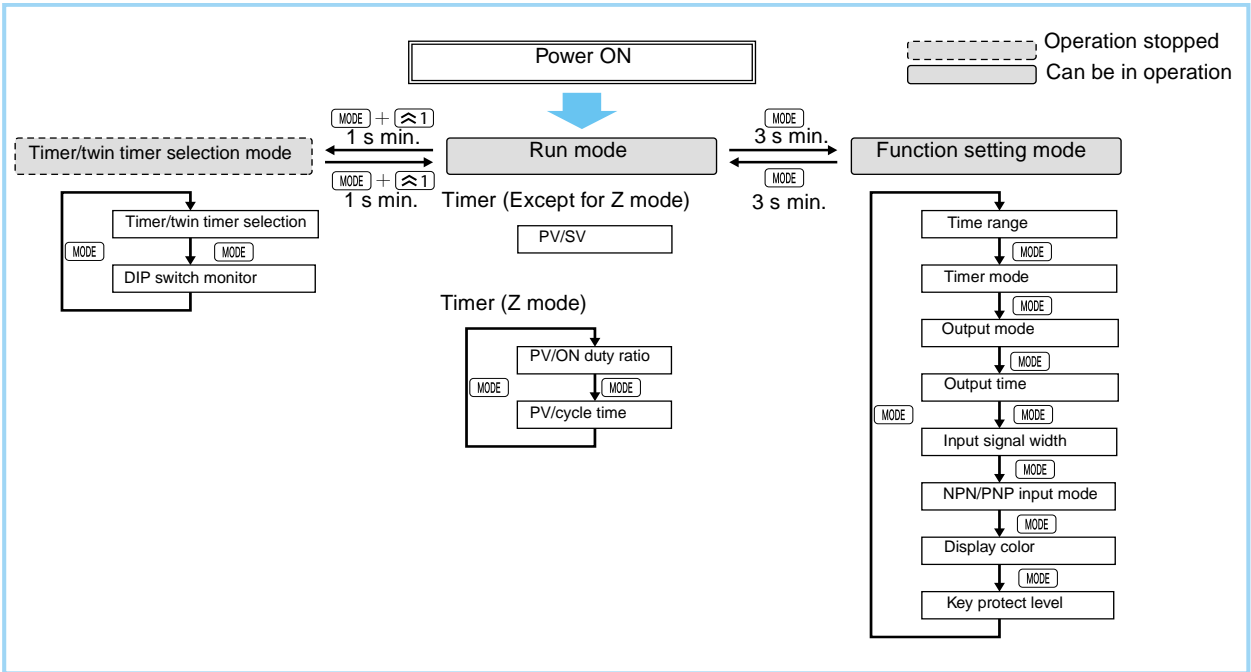 Power ON
Operation stopped
Can be in operation
MODE + ︽1
1 s min.
MODE
3 s min.
Timer/twin timer selection mode
Run mode
Function setting mode
MODE + ︽1
1 s min.
MODE
3 s min.
Timer/twin timer selection
MODE
MODE
DIP switch monitor
Timer (Except for Z mode)
PV/SV
Timer (Z mode)
PV/ON duty ratio
MODE
MODE
PV/cycle time
Time range
MODE
Timer mode
MODE
Output mode
MODE
Output time
MODE
MODE
Input signal width
MODE
NPN/PNP input mode
MODE
Display color
MODE
Key protect level